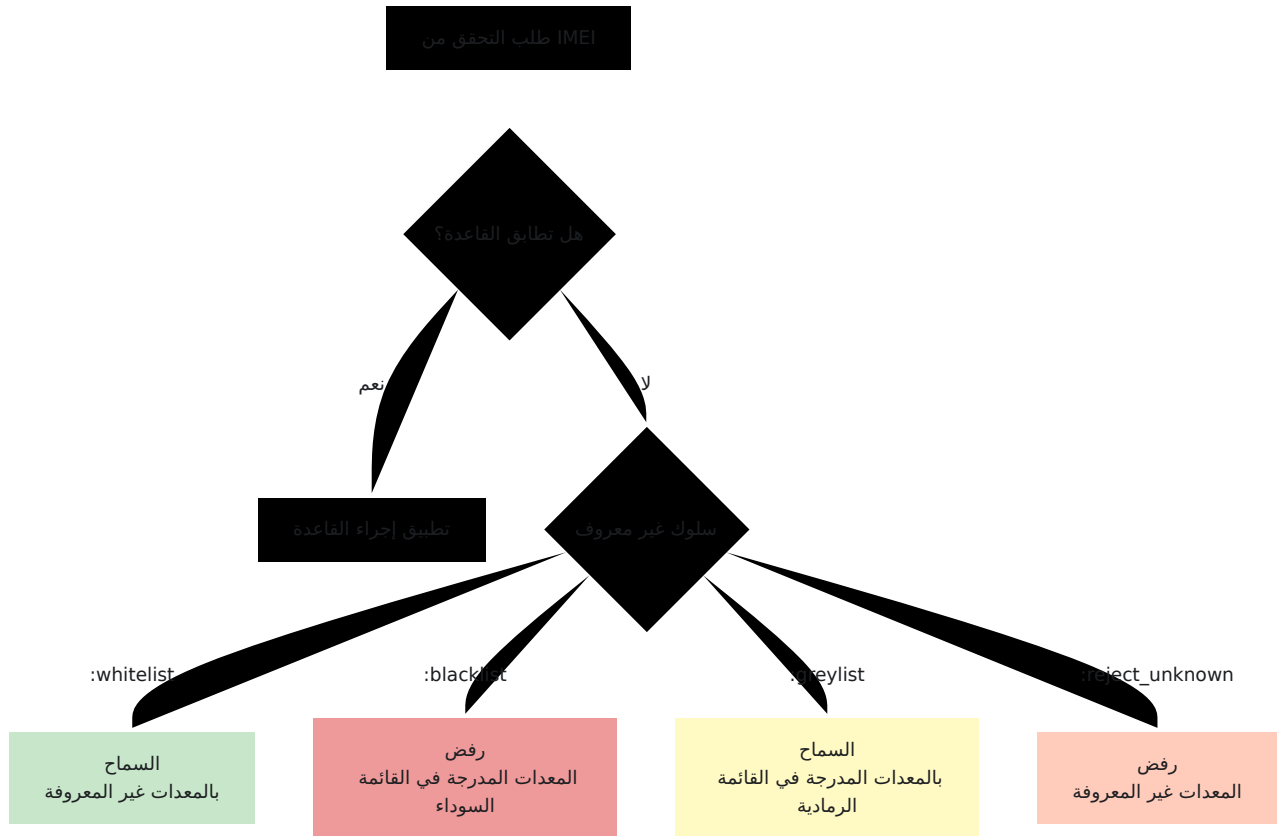 طلب التحقق من IMEI
هل تطابق القاعدة؟
نعم
لا
تطبيق إجراء القاعدة
سلوك غير معروف
:whitelist
:blacklist
:greylist
:reject_unknown
السماح
بالمعدات غير المعروفة
رفض
المعدات المدرجة في القائمة
السوداء
السماح
بالمعدات المدرجة في القائمة
الرمادية
رفض
المعدات غير المعروفة